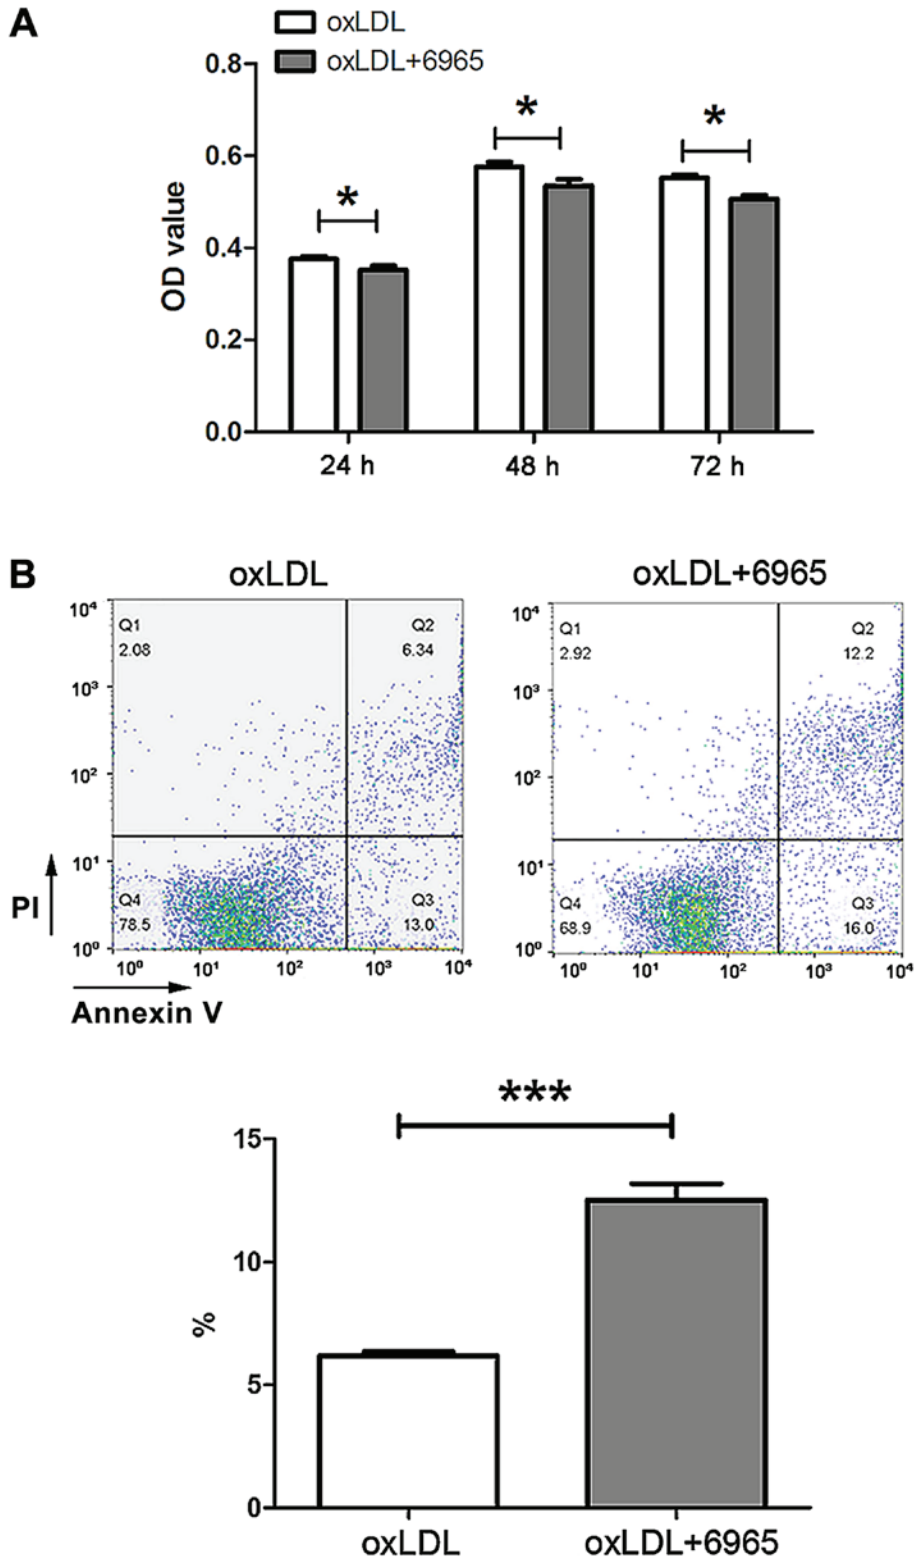 A
oxLDL
oxLDL+6965
0.8
0.6
0.4
0.2
0.0
OD value
*
*
*
24 h 48 h 72 h
B
oxLDL oxLDL+6965
10⁴
10³
10²
10¹
10⁰
Q1
2.08
Q2
6.34
Q4
78.5
Q3
13.0
10⁰ 10¹ 10² 10³ 10⁴
PI
Annexin V
10⁴
10³
10²
10¹
10⁰
Q1
2.92
Q2
12.2
Q4
68.9
Q3
16.0
10⁰ 10¹ 10² 10³ 10⁴
***
15
10
5
0
%
oxLDL oxLDL+6965